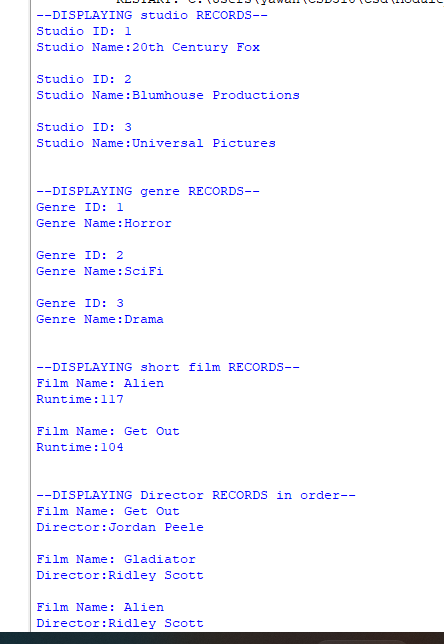 --DISPLAYING studio RECORDS--
Studio ID: 1
Studio Name:20th Century Fox
Studio ID: 2
Studio Name:Blumhouse Productions
Studio ID: 3
Studio Name:Universal Pictures
--DISPLAYING genre RECORDS--
Genre ID: 1
Genre Name:Horror
Genre ID: 2
Genre Name:SciFi
Genre ID: 3
Genre Name:Drama
--DISPLAYING short film RECORDS--
Film Name: Alien
Runtime:117
Film Name: Get Out
Runtime:104
--DISPLAYING Director RECORDS in order--
Film Name: Get Out
Director:Jordan Peele
Film Name: Gladiator
Director:Ridley Scott
Film Name: Alien
Director:Ridley Scott